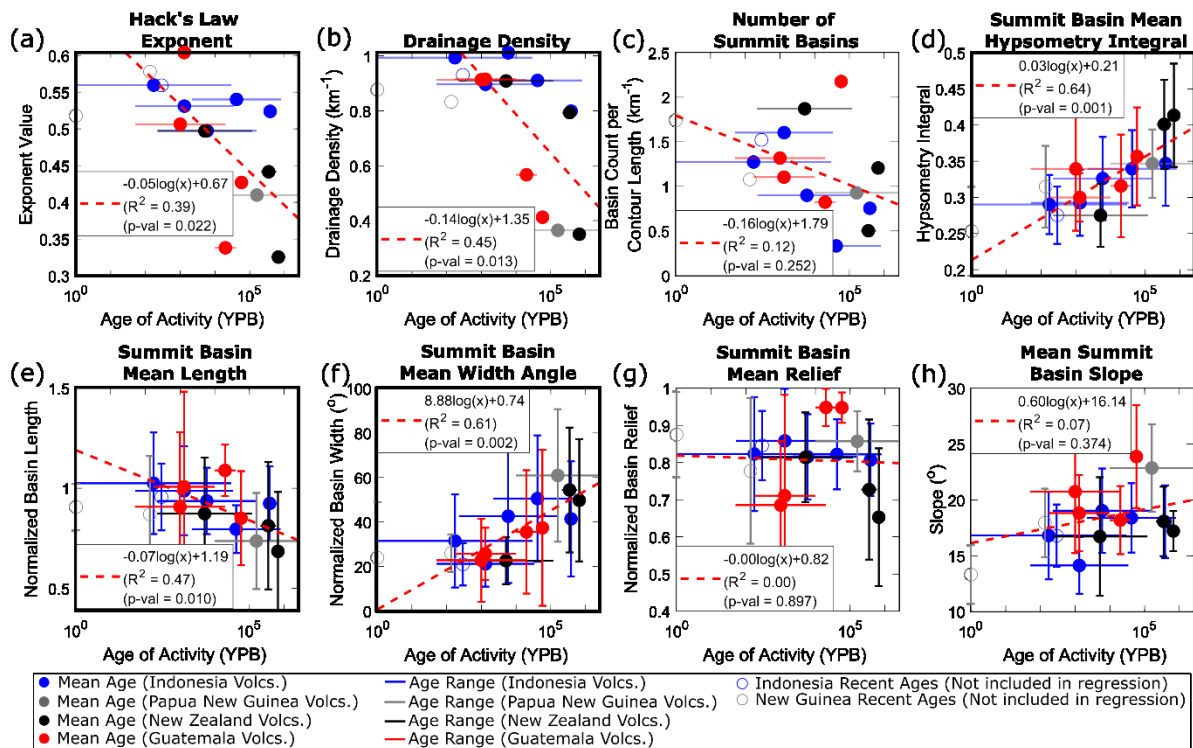 (a)
Hack's Law
Exponent
0.6
0.55
0.5
0.45
0.4
0.35
0.3
Exponent Value
-0.05log(x)+0.67
(R² = 0.39)
(p-val = 0.022)
10⁰
10⁵
Age of Activity (YPB)
(b)
Drainage Density
1
0.8
0.6
0.4
0.2
Drainage Density (km⁻¹)
-0.14log(x)+1.35
(R² = 0.45)
(p-val = 0.013)
10⁰
10⁵
Age of Activity (YPB)
(c)
Number of
Summit Basins
2.5
2
1.5
1
0.5
0
Basin Count per
Contour Length (km⁻¹)
-0.16log(x)+1.79
(R² = 0.12)
(p-val = 0.252)
10⁰
10⁵
Age of Activity (YPB)
(d)
Summit Basin Mean
Hypsometry Integral
0.5
0.4
0.3
0.2
Hypsometry Integral
0.03log(x)+0.21
(R² = 0.64)
(p-val = 0.001)
10⁰
10⁵
Age of Activity (YPB)
(e)
Summit Basin
Mean Length
1.5
1
0.5
Normalized Basin Length
-0.07log(x)+1.19
(R² = 0.47)
(p-val = 0.010)
10⁰
10⁵
Age of Activity (YPB)
(f)
Summit Basin
Mean Width Angle
100
80
60
40
20
0
Normalized Basin Width (°)
8.88log(x)+0.74
(R² = 0.61)
(p-val = 0.002)
10⁰
10⁵
Age of Activity (YPB)
(g)
Summit Basin
Mean Relief
1
0.9
0.8
0.7
0.6
0.5
0.4
Normalized Basin Relief
-0.00log(x)+0.82
(R² = 0.00)
(p-val = 0.897)
10⁰
10⁵
Age of Activity (YPB)
(h)
Mean Summit
Basin Slope
30
25
20
15
10
Slope (°)
0.60log(x)+16.14
(R² = 0.07)
(p-val = 0.374)
10⁰
10⁵
Age of Activity (YPB)
Mean Age (Indonesia Volcs.)
Mean Age (Papua New Guinea Volcs.)
Mean Age (New Zealand Volcs.)
Mean Age (Guatemala Volcs.)
Age Range (Indonesia Volcs.)
Age Range (Papua New Guinea Volcs.)
Age Range (New Zealand Volcs.)
Age Range (Guatemala Volcs.)
Indonesia Recent Ages (Not included in regression)
New Guinea Recent Ages (Not included in regression)